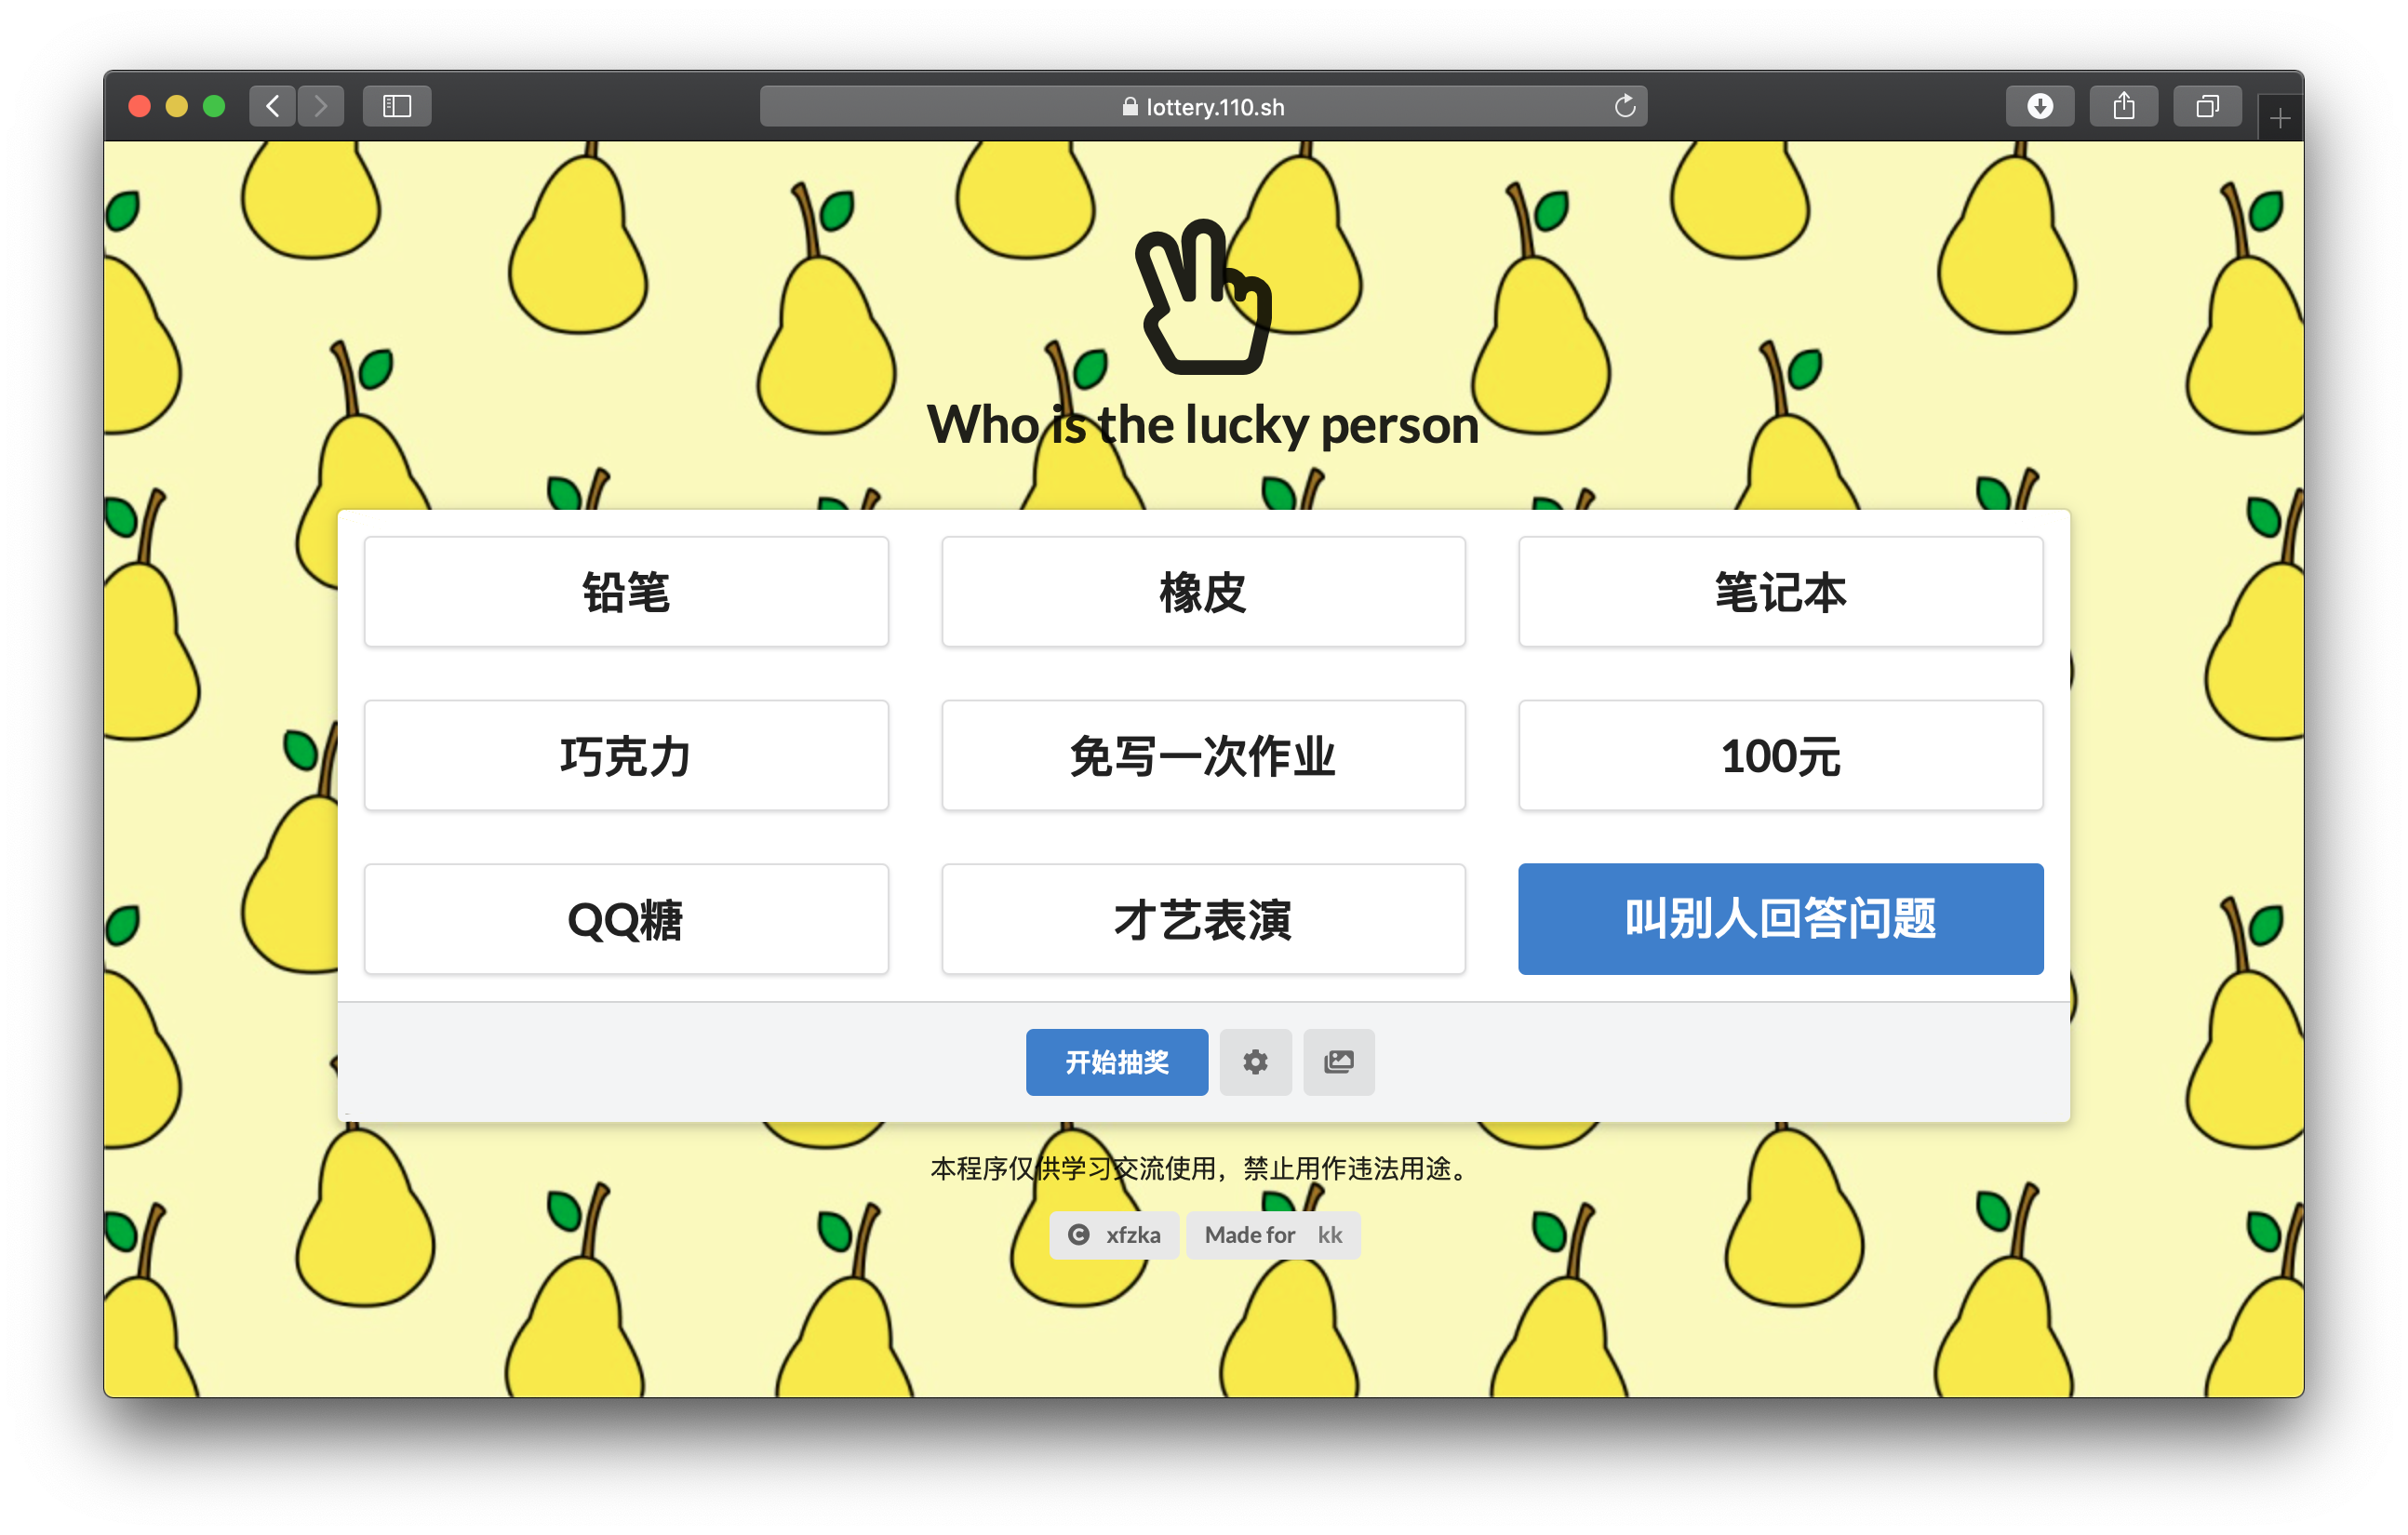 lottery.110.sh
Who is the lucky person
铅笔
橡皮
笔记本
巧克力
免写一次作业
100元
QQ糖
才艺表演
叫别人回答问题
开始抽奖
本程序仅供学习交流使用，禁止用作违法用途。
xfzka
Made for kk